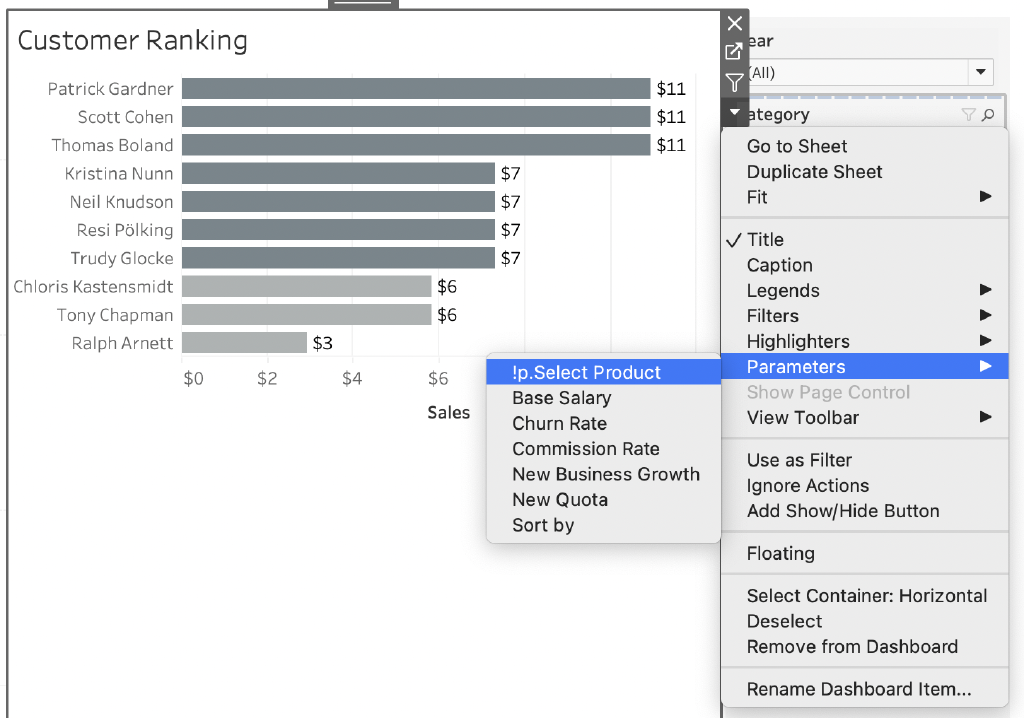 Customer Ranking
Patrick Gardner $11
Scott Cohen $11
Thomas Boland $11
Kristina Nunn $7
Neil Knudson $7
Resi Pölking $7
Trudy Glocke $7
Chloris Kastensmidt $6
Tony Chapman $6
Ralph Arnett $3
$0 $2 $4 $6
Sales
ear
(All)
ategory
Go to Sheet
Duplicate Sheet
Fit
Title
Caption
Legends
Filters
Highlighters
Parameters
Show Page Control
View Toolbar
Use as Filter
Ignore Actions
Add Show/Hide Button
Floating
Select Container: Horizontal
Deselect
Remove from Dashboard
Rename Dashboard Item...
!p.Select Product
Base Salary
Churn Rate
Commission Rate
New Business Growth
New Quota
Sort by